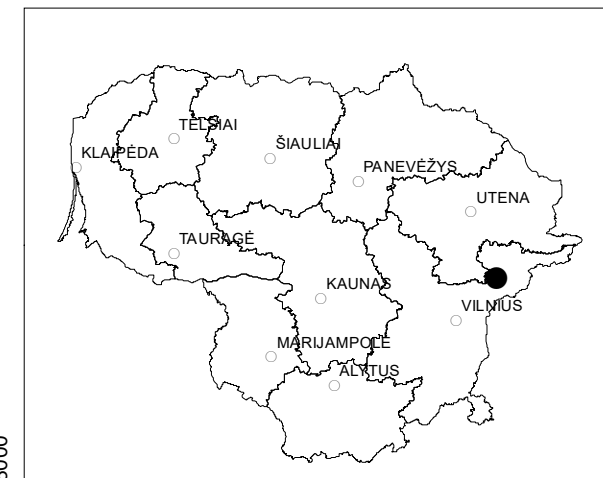 TELŠIAI
KLAIPĖDA
ŠIAULIAI
PANEVĖŽYS
UTENA
TAURAGĖ
KAUNAS
VILNIUS
MARIJAMPOLĖ
ALYTUS